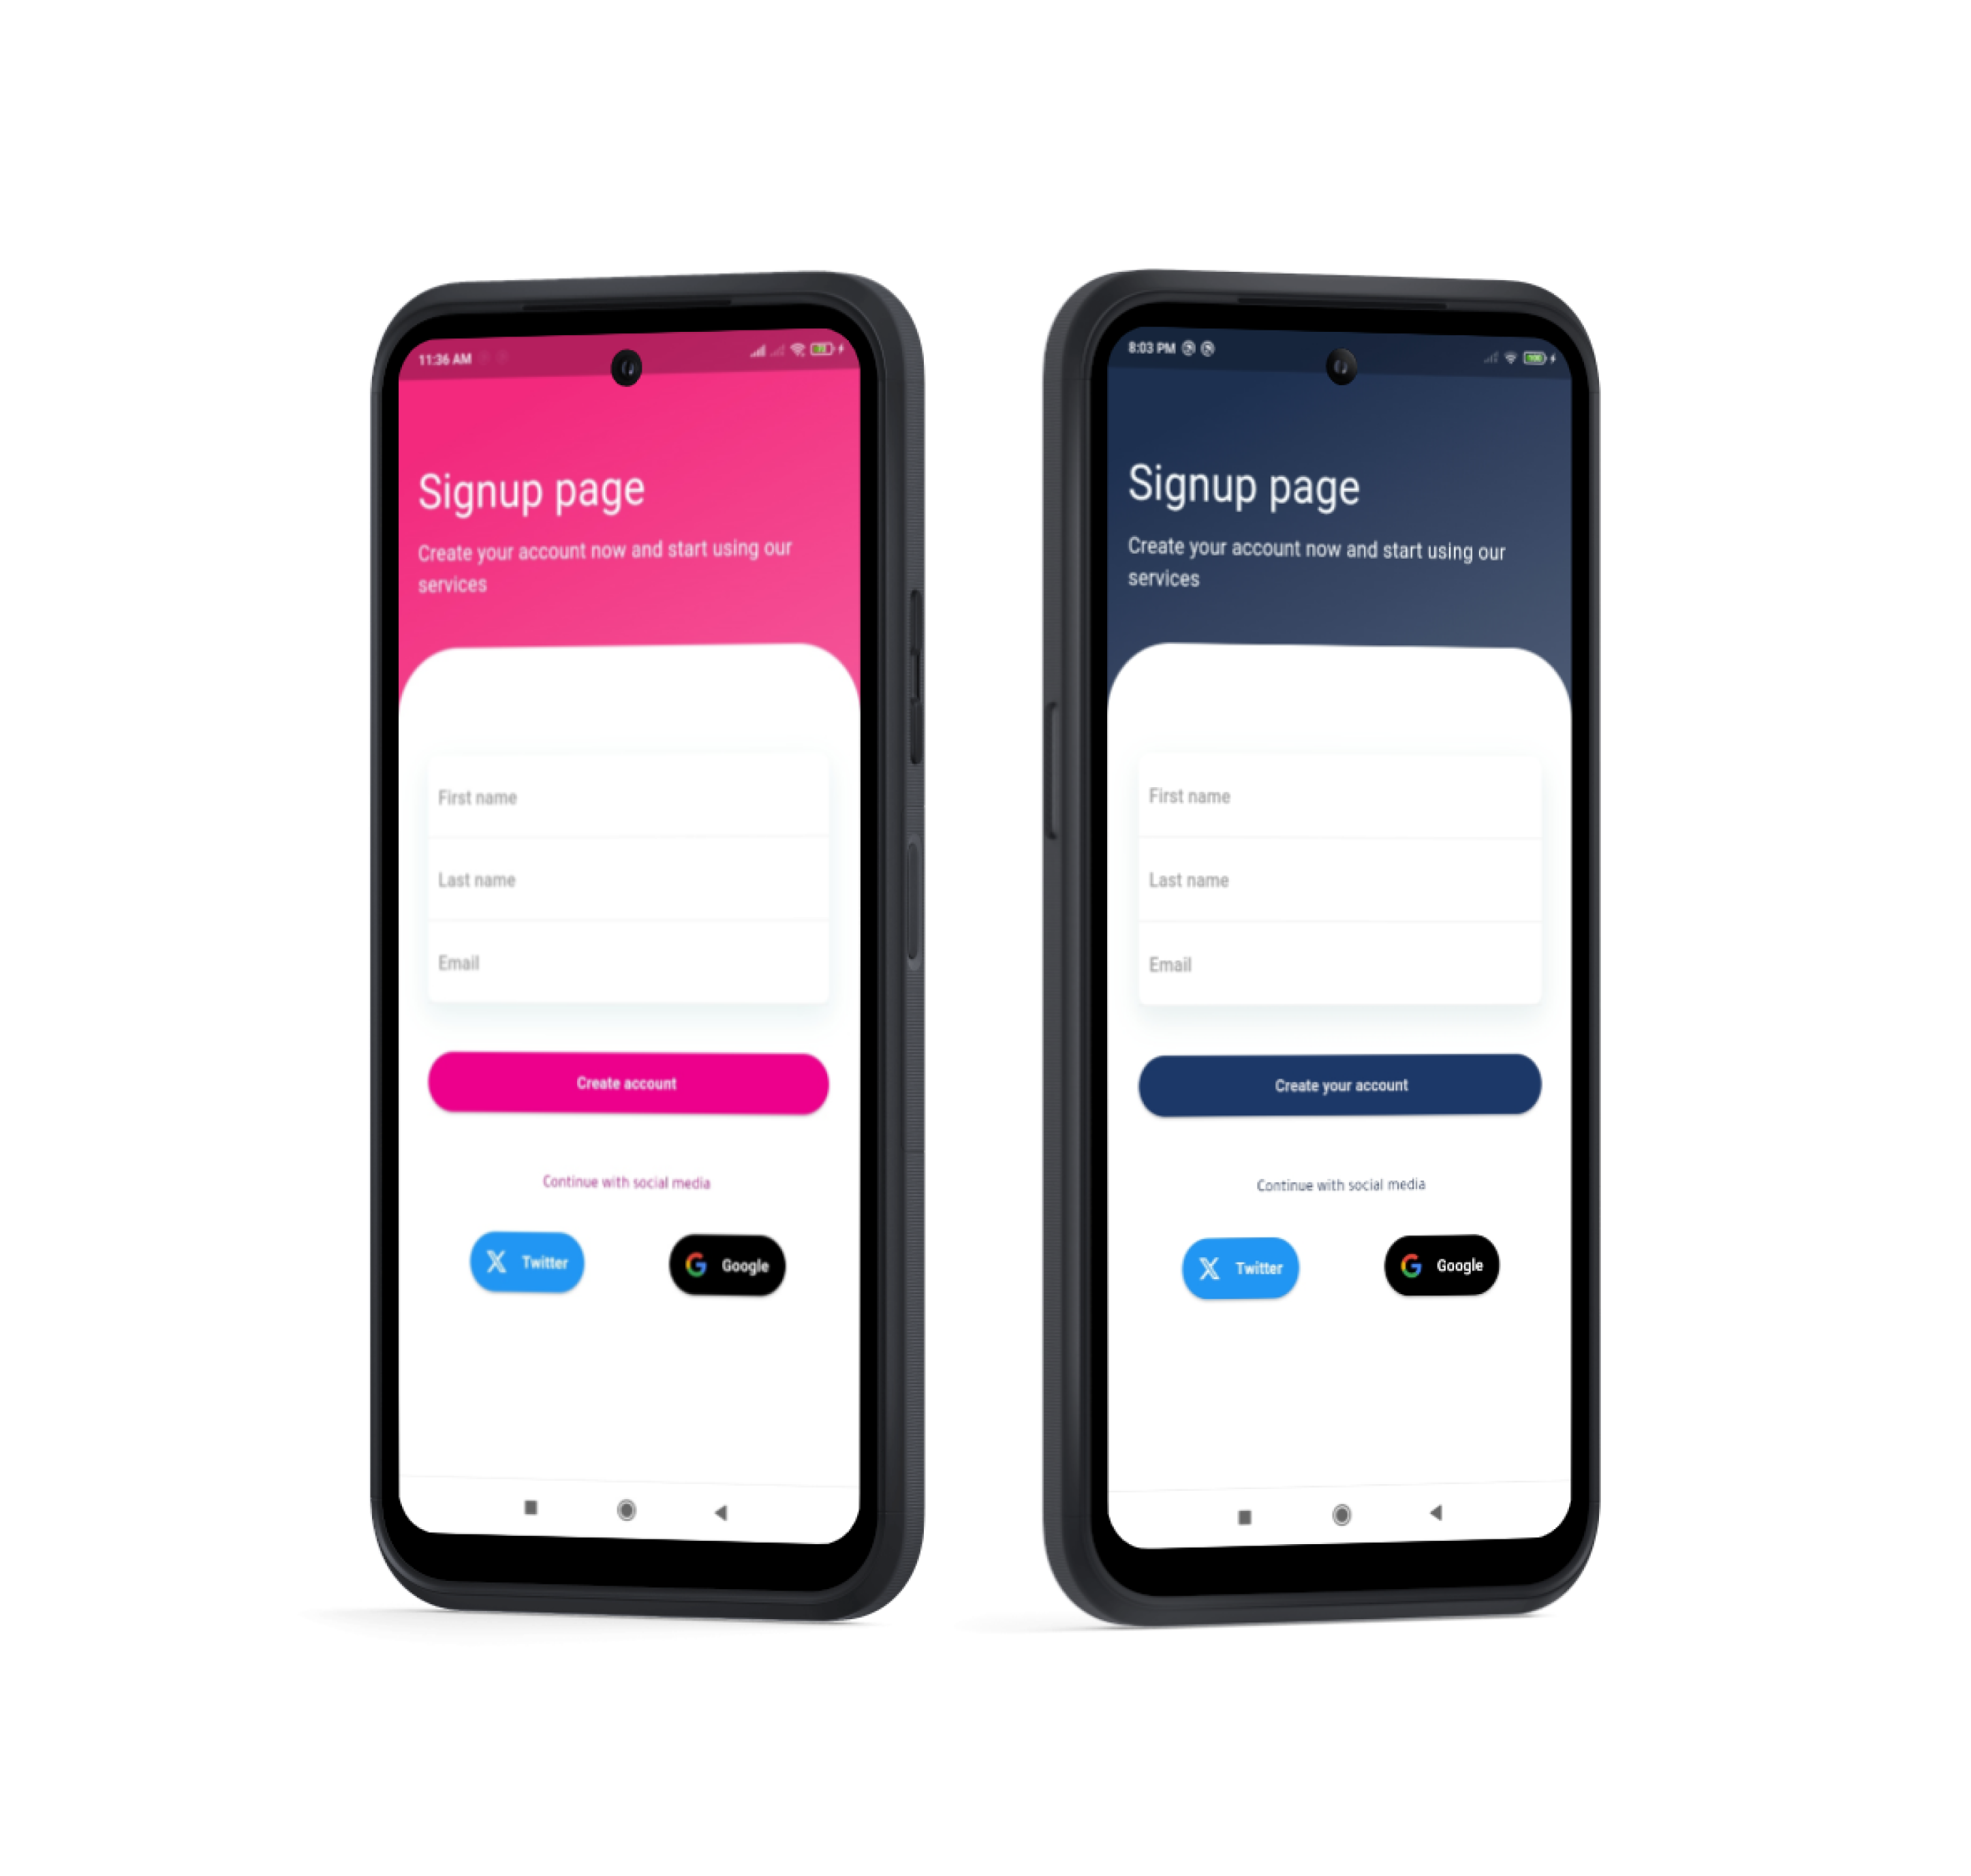 11:36 AM
Signup page
Create your account now and start using our
services
First name
Last name
Email
Create account
Continue with social media
Twitter
Google
8:03 PM
Signup page
Create your account now and start using our
services
First name
Last name
Email
Create your account
Continue with social media
Twitter
Google